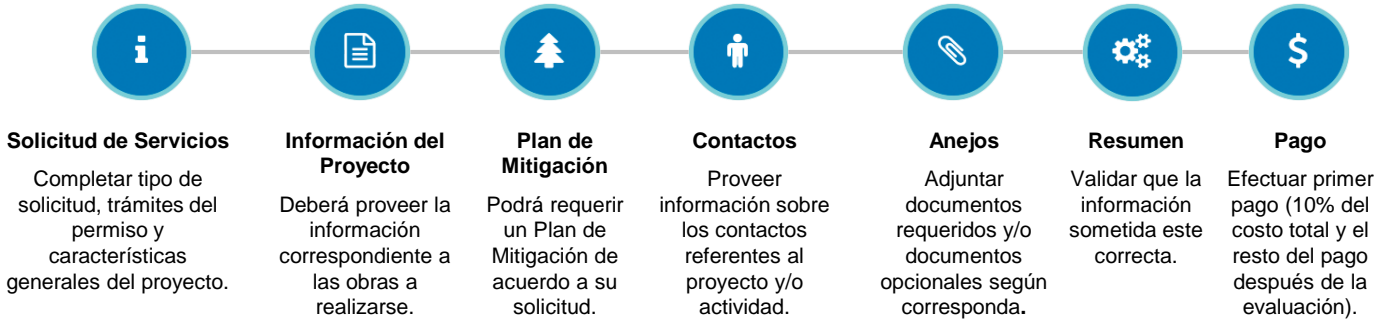 Solicitud de Servicios
Completar tipo de
solicitud, trámites del
permiso y
características
generales del proyecto.
Información del
Proyecto
Deberá proveer la
información
correspondiente a
las obras a
realizarse.
Plan de
Mitigación
Podrá requerir
un Plan de
Mitigación de
acuerdo a su
solicitud.
Contactos
Proveer
información sobre
los contactos
referentes al
proyecto y/o
actividad.
Anejos
Adjuntar
documentos
requeridos y/o
documentos
opcionales según
corresponda.
Resumen
Validar que la
información
sometida este
correcta.
Pago
Efectuar primer
pago (10% del
costo total y el
resto del pago
después de la
evaluación).